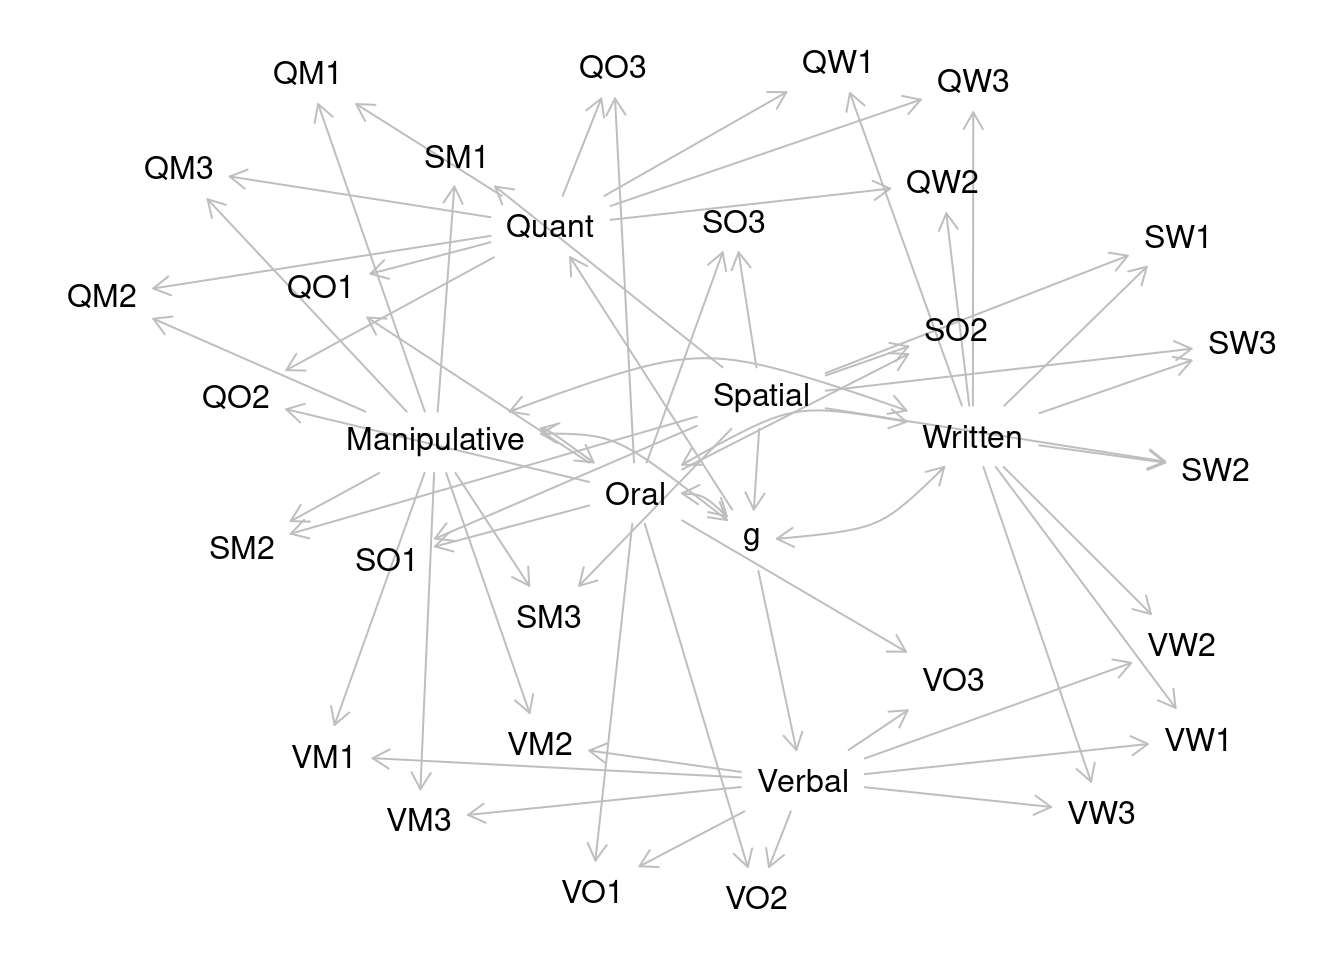 QM1
QO3
QW1
QW3
SM1
QM3
QW2
Quant
SO3
SW1
QO1
QM2
SO2
SW3
QO2
Spatial
Manipulative
Written
SW2
Oral
g
SM2
SO1
SM3
VW2
VO3
VM2
VW1
VM1
Verbal
VW3
VM3
VO1
VO2